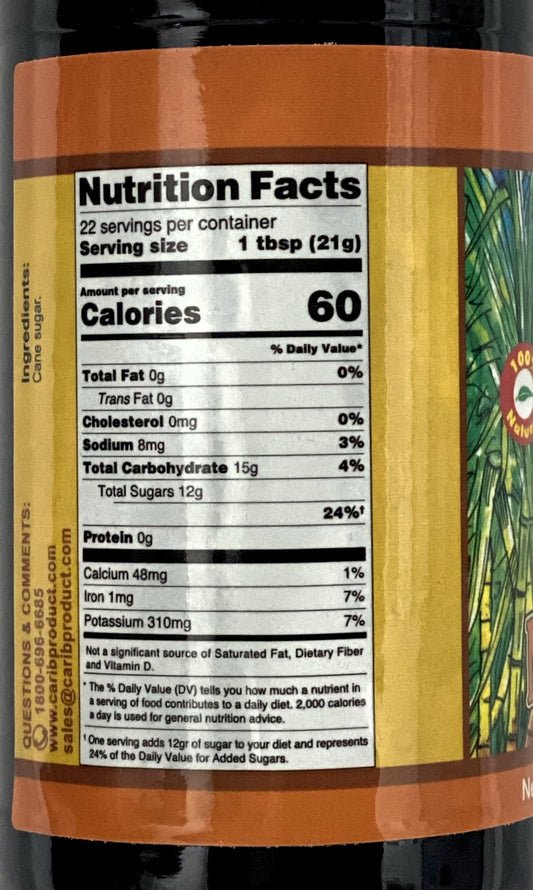 Nutrition Facts
22 servings per container
Serving size 1 tbsp (21g)
Amount per serving
Calories 60
% Daily Value*
Total Fat 0g 0%
Trans Fat 0g
Cholesterol 0mg 0%
Sodium 8mg 3%
Total Carbohydrate 15g 4%
Total Sugars 12g
24%†
Protein 0g
Calcium 48mg 1%
Iron 1mg 7%
Potassium 310mg 7%
Not a significant source of Saturated Fat, Dietary Fiber
and Vitamin D.
* The % Daily Value (DV) tells you how much a nutrient in
a serving of food contributes to a daily diet. 2,000 calories
a day is used for general nutrition advice.
† One serving adds 12gr of sugar to your diet and represents
24% of the Daily Value for Added Sugars.
Ingredients:
Cane sugar.
QUESTIONS & COMMENTS:
1800-696-6685
www.caribproduct.com
sales@caribproduct.com
100
Natur
Ne